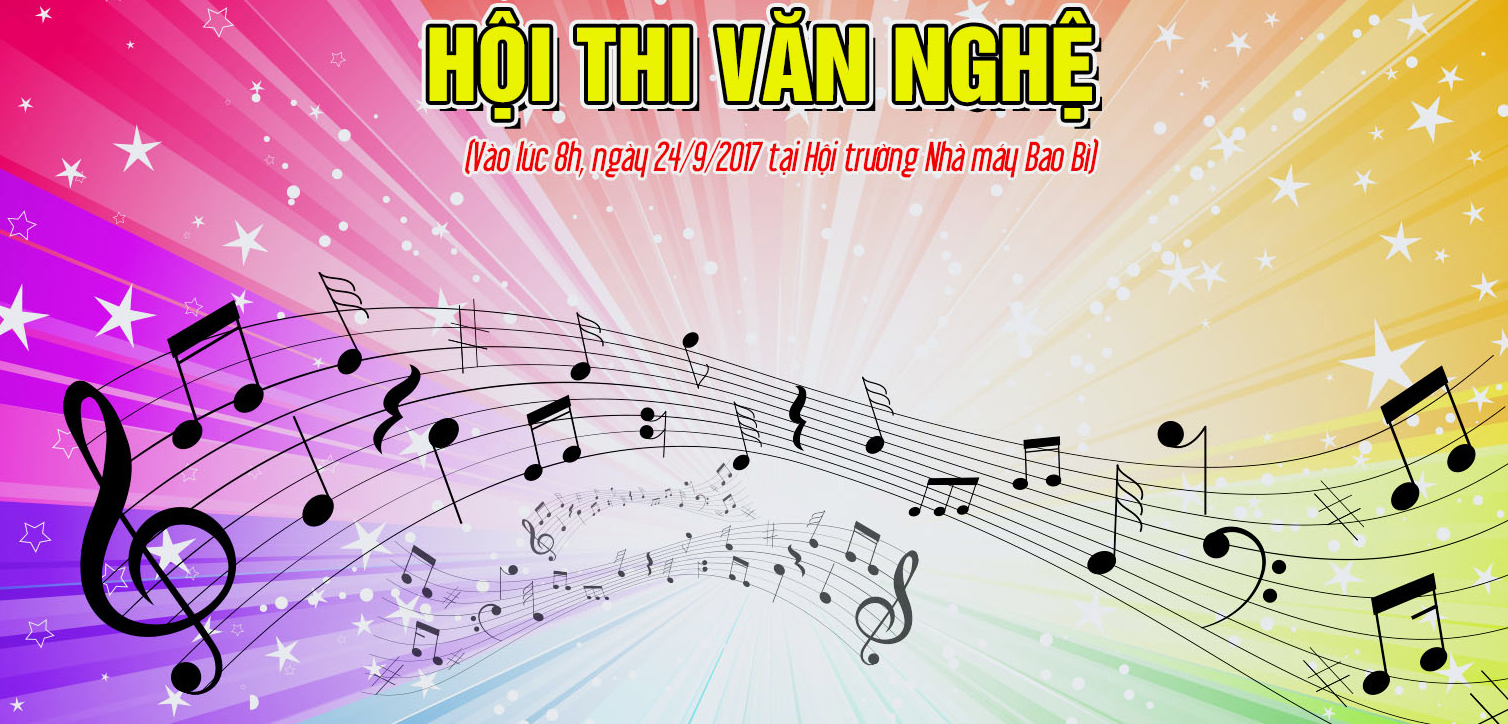 HỘI THI VĂN NGHỆ
(Vào lúc 8h, ngày 24/9/2017 tại Hội trường Nhà máy Bao Bì)